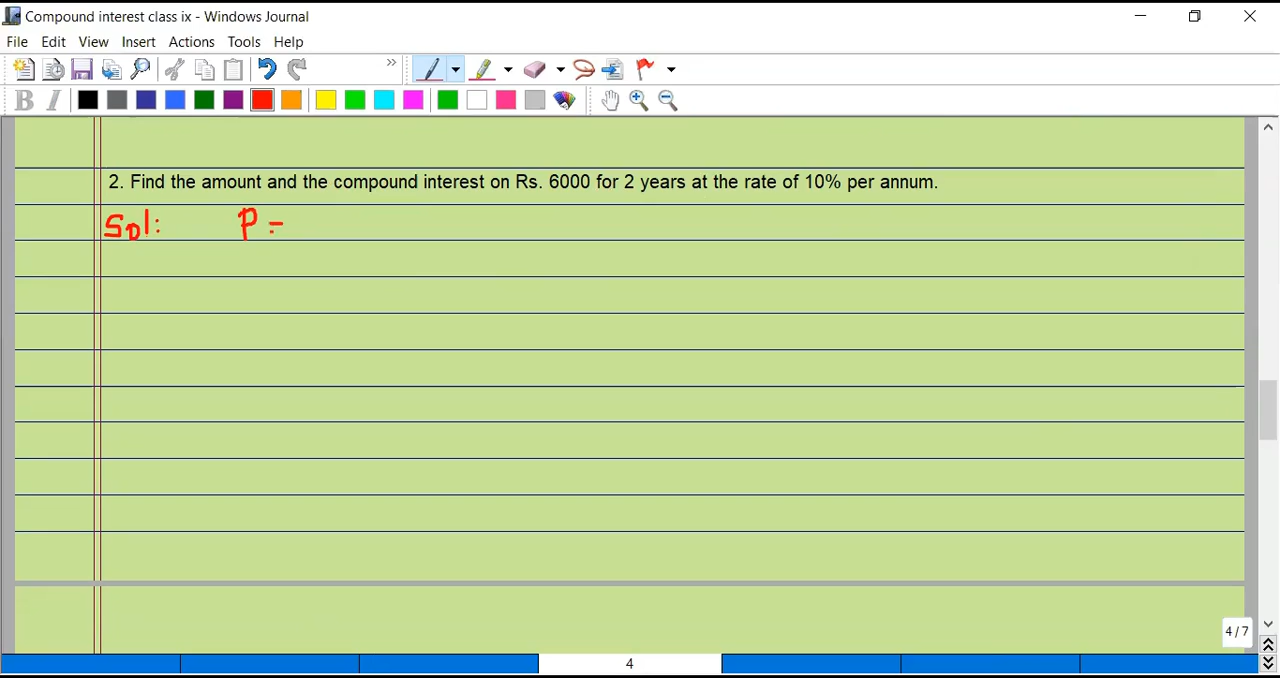 Compound interest class ix - Windows Journal
File Edit View Insert Actions Tools Help
B I
2. Find the amount and the compound interest on Rs. 6000 for 2 years at the rate of 10% per annum.
Sol: P =
4 / 7
4